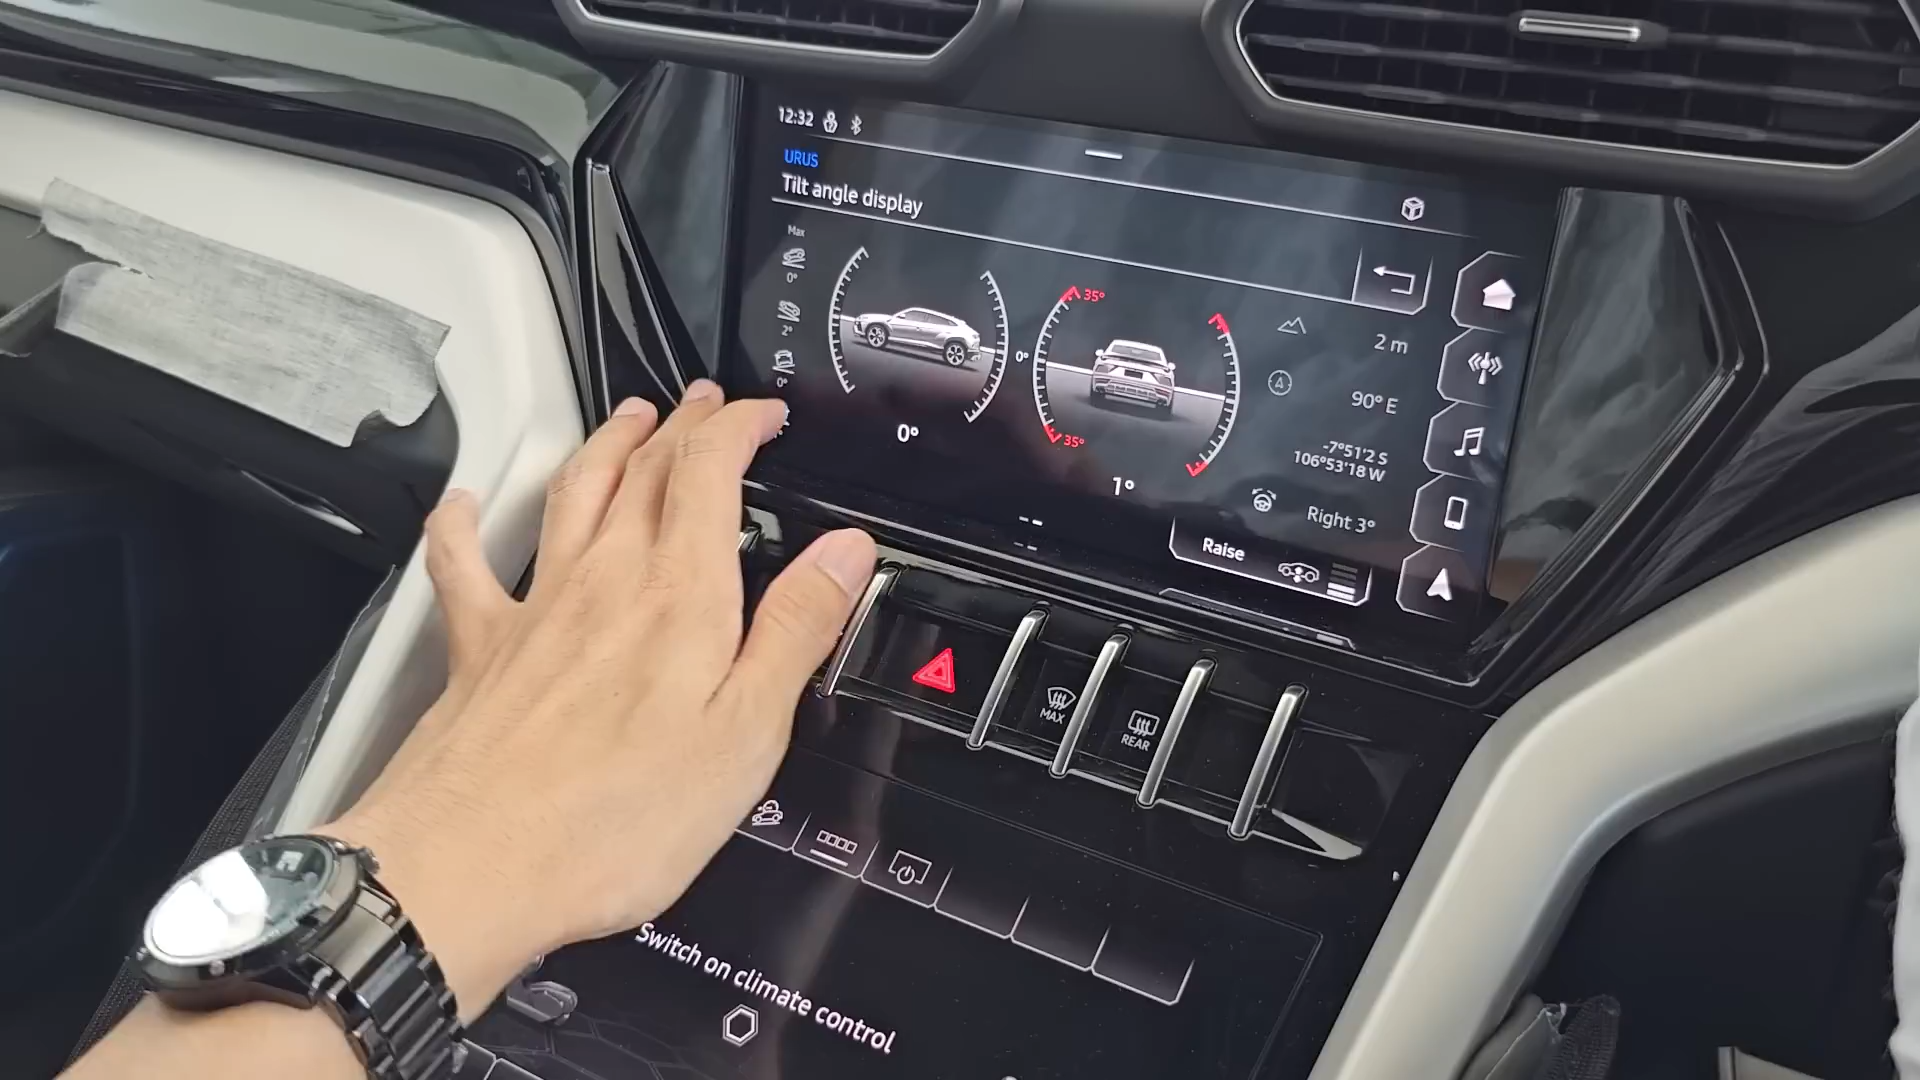 12:32
URUS
Tilt angle display
Max
0°
2°
0°
0°
0°
35°
35°
1°
2 m
90° E
-7°51'2 S
106°53'18 W
Right 3°
Raise
MAX
REAR
Switch on climate control